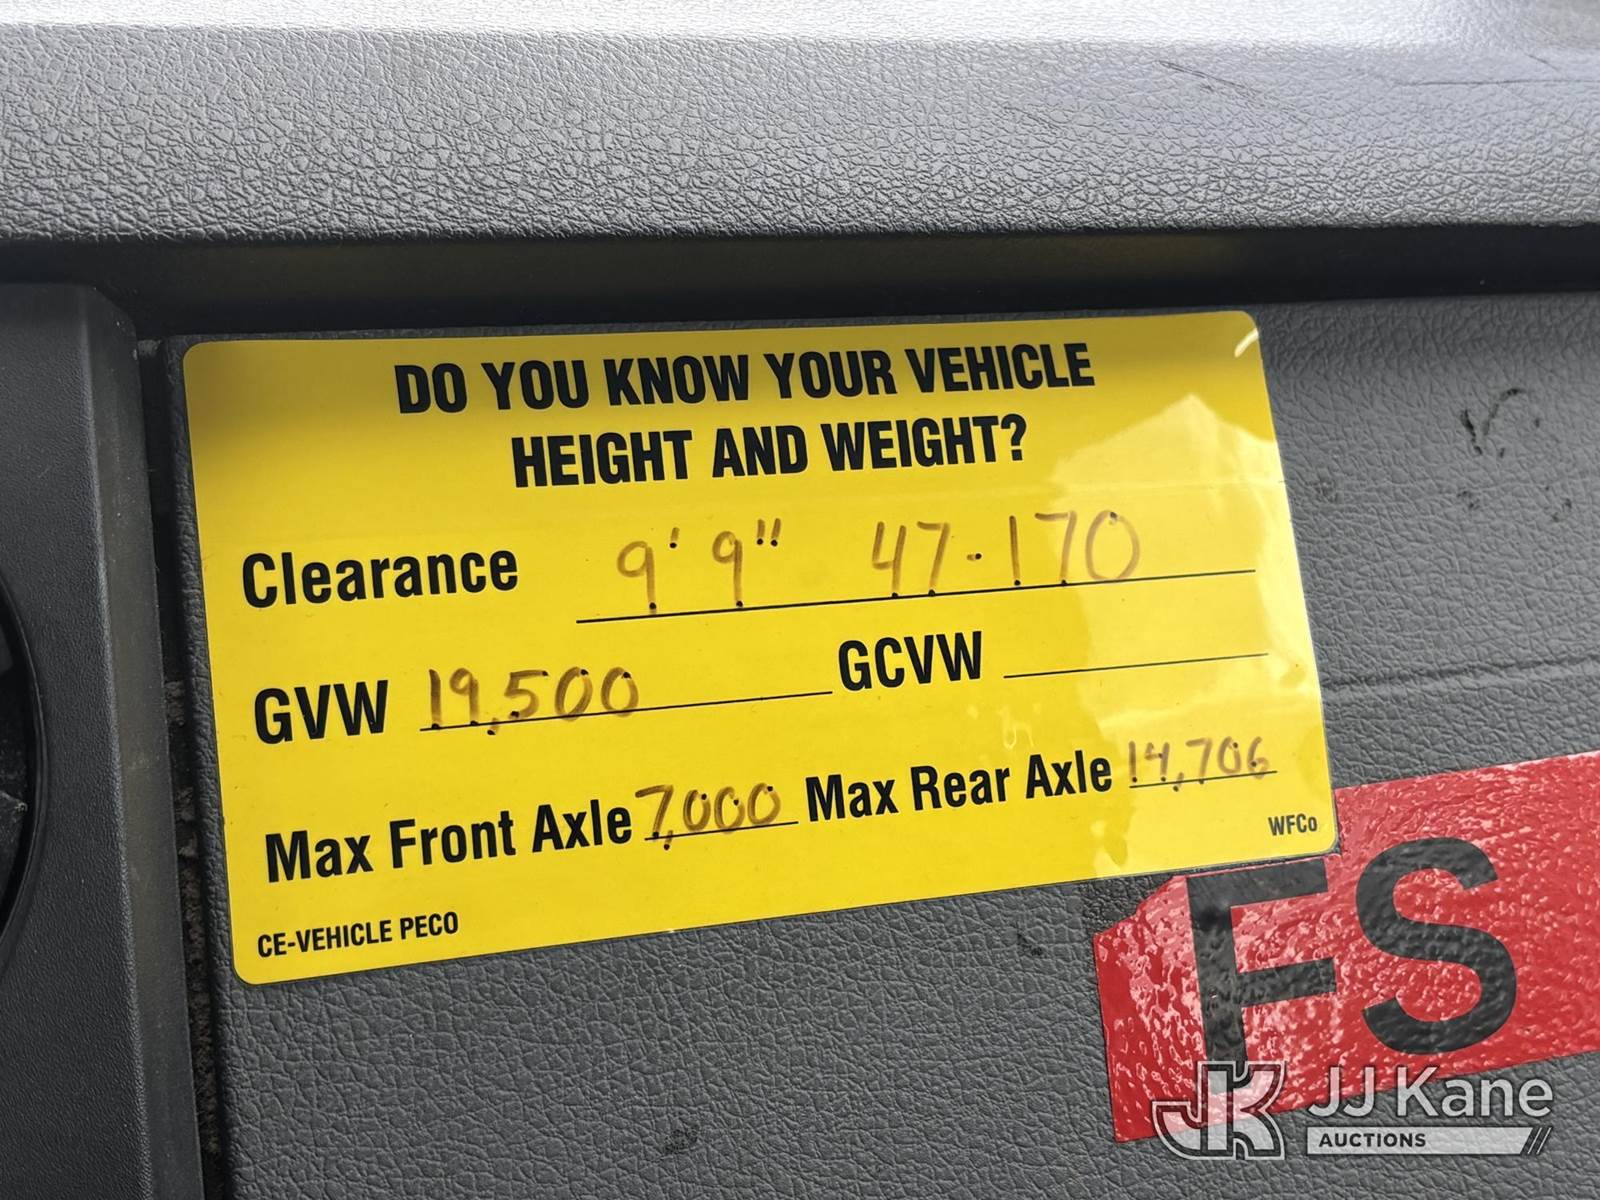 DO YOU KNOW YOUR VEHICLE
HEIGHT AND WEIGHT?
Clearance 9' 9" 47-170
GVW 19,500 GCVW
Max Front Axle 7,000 Max Rear Axle 14,706
WFCo
CE-VEHICLE PECO
FS
JK JJ Kane
AUCTIONS